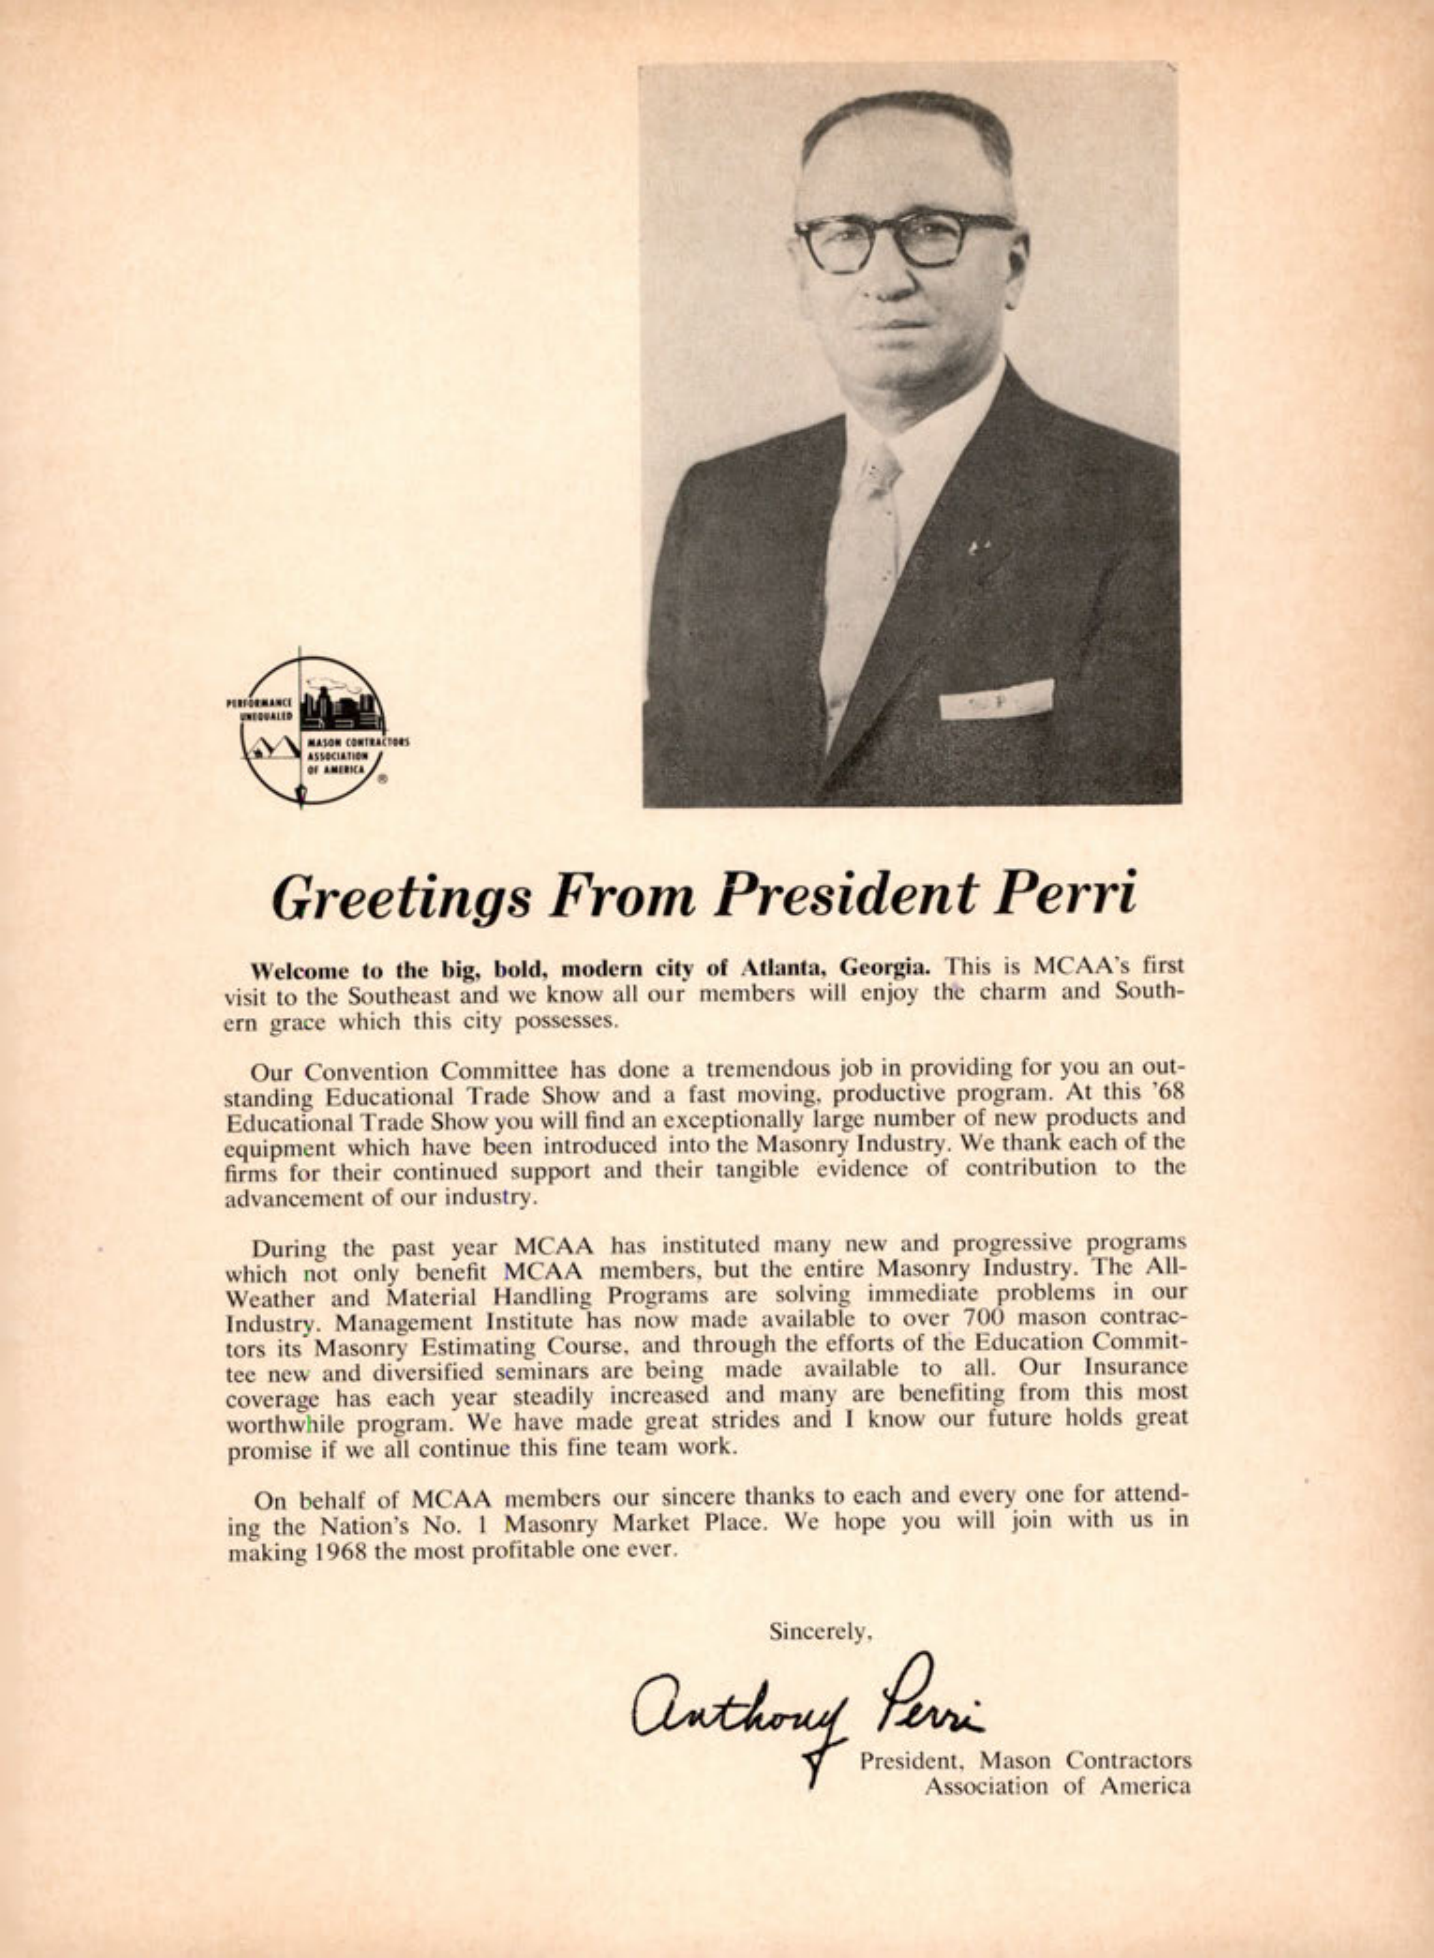 PERFORMANCE
UNEQUALED
MASON CONTRACTORS
ASSOCIATION
OF AMERICA
®
Greetings From President Perri
Welcome to the big, bold, modern city of Atlanta, Georgia. This is MCAA's first
visit to the Southeast and we know all our members will enjoy the charm and South-
ern grace which this city possesses.
Our Convention Committee has done a tremendous job in providing for you an out-
standing Educational Trade Show and a fast moving, productive program. At this '68
Educational Trade Show you will find an exceptionally large number of new products and
equipment which have been introduced into the Masonry Industry. We thank each of the
firms for their continued support and their tangible evidence of contribution to the
advancement of our industry.
During the past year MCAA has instituted many new and progressive programs
which not only benefit MCAA members, but the entire Masonry Industry. The All-
Weather and Material Handling Programs are solving immediate problems in our
Industry. Management Institute has now made available to over 700 mason contrac-
tors its Masonry Estimating Course, and through the efforts of the Education Commit-
tee new and diversified seminars are being made available to all. Our Insurance
coverage has each year steadily increased and many are benefiting from this most
worthwhile program. We have made great strides and I know our future holds great
promise if we all continue this fine team work.
On behalf of MCAA members our sincere thanks to each and every one for attend-
ing the Nation's No. 1 Masonry Market Place. We hope you will join with us in
making 1968 the most profitable one ever.
Sincerely,
Anthony Perri
President, Mason Contractors
Association of America